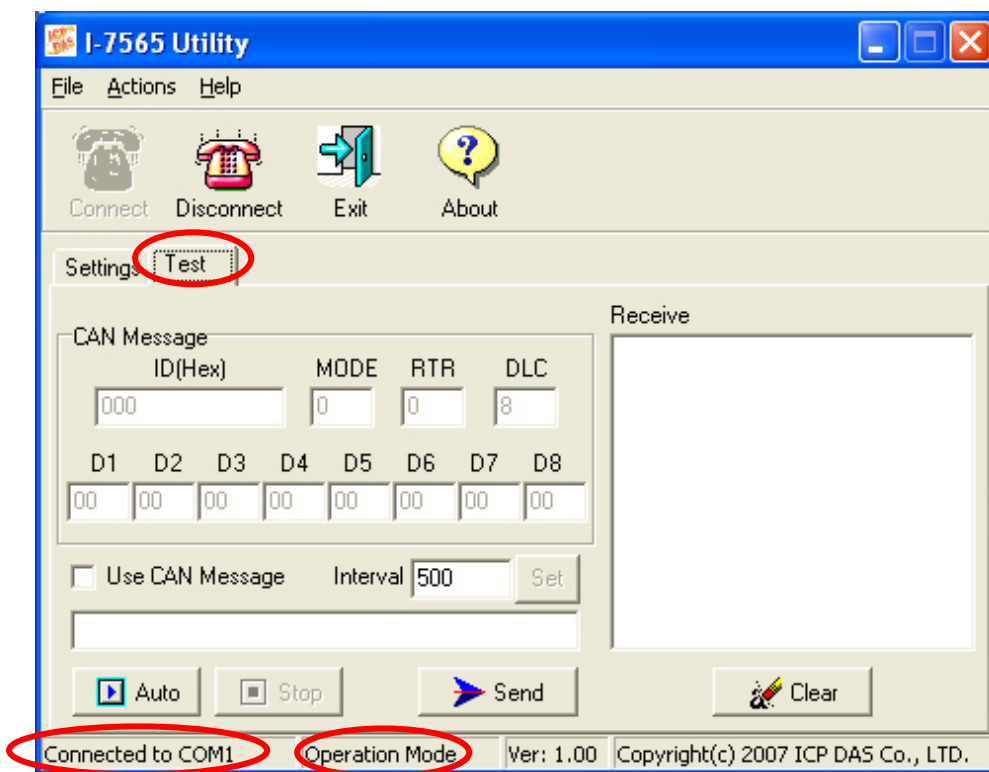 I-7565 Utility
File Actions Help
Connect Disconnect Exit About
Settings Test
CAN Message
ID(Hex) MODE RTR DLC
000 0 0 8
D1 D2 D3 D4 D5 D6 D7 D8
00 00 00 00 00 00 00 00
Use CAN Message Interval 500 Set
Auto Stop Send
Receive
Clear
Connected to COM1 Operation Mode Ver: 1.00 Copyright(c) 2007 ICP DAS Co., LTD.